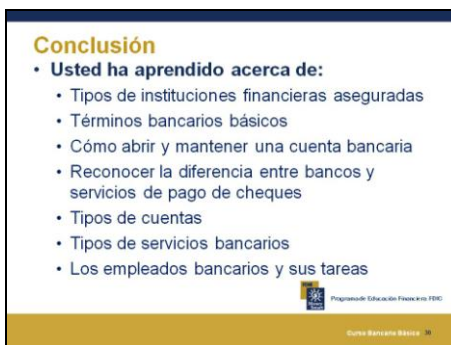 Conclusión
• Usted ha aprendido acerca de:
• Tipos de instituciones financieras aseguradas
• Términos bancarios básicos
• Cómo abrir y mantener una cuenta bancaria
• Reconocer la diferencia entre bancos y
servicios de pago de cheques
• Tipos de cuentas
• Tipos de servicios bancarios
• Los empleados bancarios y sus tareas
Programa de Educación Financiera FDIC
Curso Bancario Básico